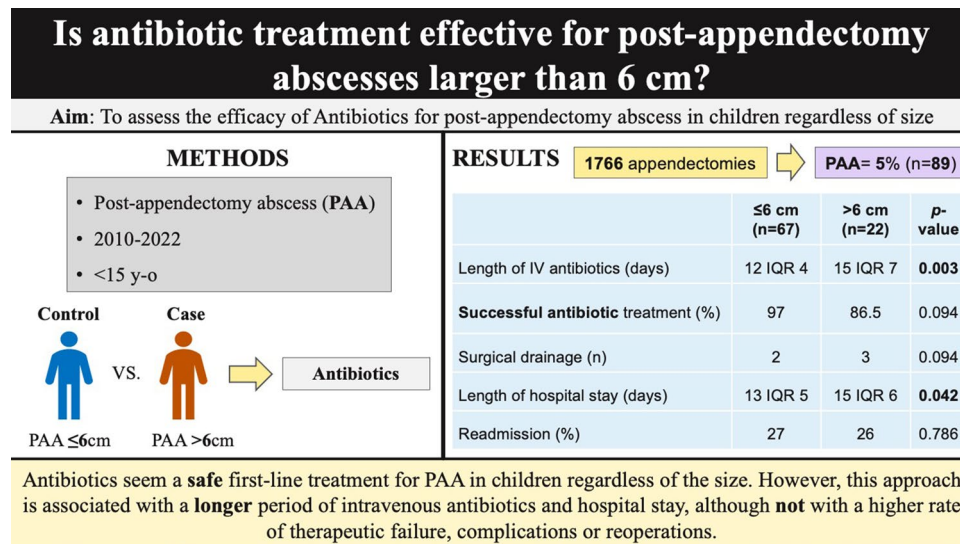 Is antibiotic treatment effective for post-appendectomy
abscesses larger than 6 cm?
Aim: To assess the efficacy of Antibiotics for post-appendectomy abscess in children regardless of size
METHODS
• Post-appendectomy abscess (PAA)
• 2010-2022
• <15 y-o
Control Case
VS.
Antibiotics
PAA ≤6cm PAA >6cm
RESULTS
1766 appendectomies
PAA= 5% (n=89)
≤6 cm (n=67) >6 cm (n=22) p-value
Length of IV antibiotics (days) 12 IQR 4 15 IQR 7 0.003
Successful antibiotic treatment (%) 97 86.5 0.094
Surgical drainage (n) 2 3 0.094
Length of hospital stay (days) 13 IQR 5 15 IQR 6 0.042
Readmission (%) 27 26 0.786
Antibiotics seem a safe first-line treatment for PAA in children regardless of the size. However, this approach
is associated with a longer period of intravenous antibiotics and hospital stay, although not with a higher rate
of therapeutic failure, complications or reoperations.